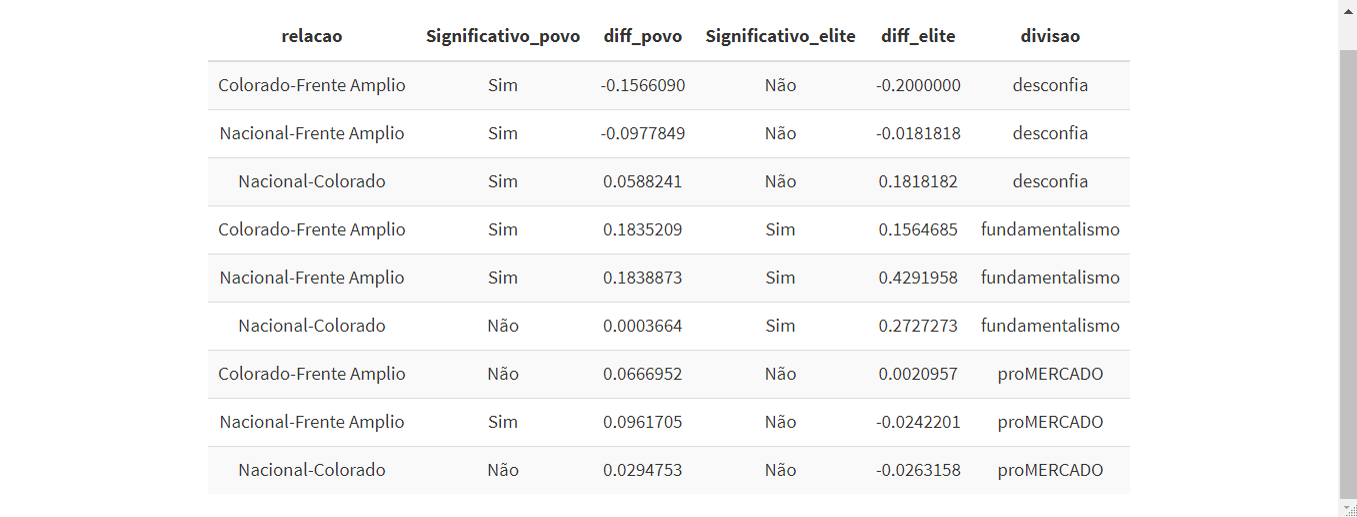 relacao Significativo_povo diff_povo Significativo_elite diff_elite divisao
Colorado-Frente Amplio Sim -0.1566090 Não -0.2000000 desconfia
Nacional-Frente Amplio Sim -0.0977849 Não -0.0181818 desconfia
Nacional-Colorado Sim 0.0588241 Não 0.1818182 desconfia
Colorado-Frente Amplio Sim 0.1835209 Sim 0.1564685 fundamentalismo
Nacional-Frente Amplio Sim 0.1838873 Sim 0.4291958 fundamentalismo
Nacional-Colorado Não 0.0003664 Sim 0.2727273 fundamentalismo
Colorado-Frente Amplio Não 0.0666952 Não 0.0020957 proMERCADO
Nacional-Frente Amplio Sim 0.0961705 Não -0.0242201 proMERCADO
Nacional-Colorado Não 0.0294753 Não -0.0263158 proMERCADO